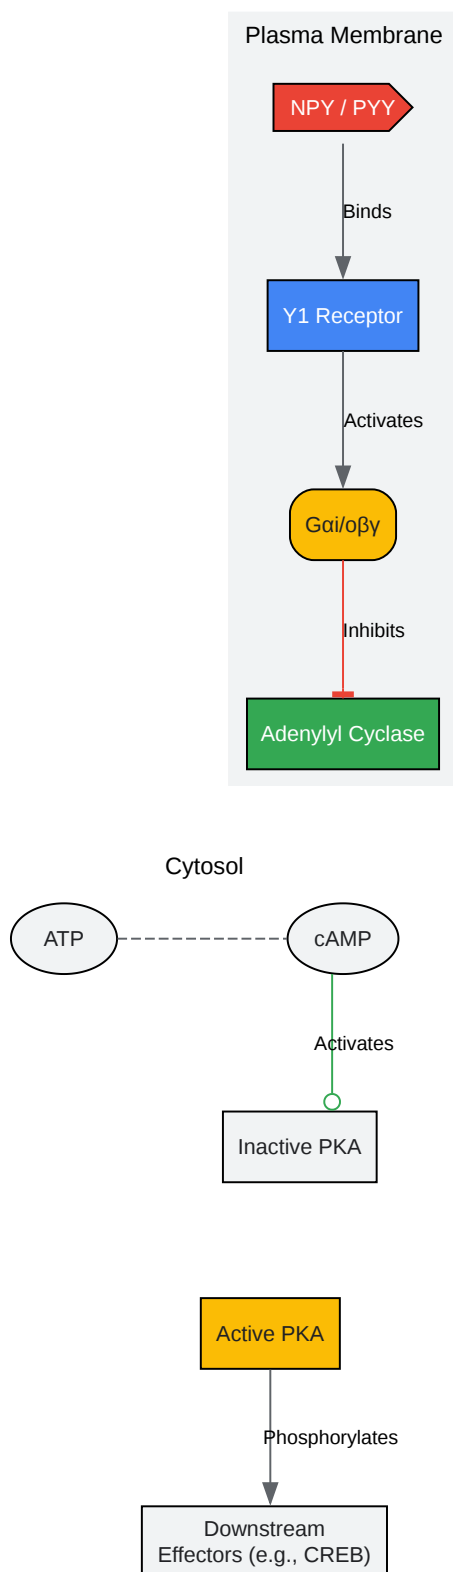 Plasma Membrane
NPY / PYY
Binds
Y1 Receptor
Activates
Gαi/oβγ
Inhibits
Adenylyl Cyclase
Cytosol
ATP
cAMP
Activates
Inactive PKA
Active PKA
Phosphorylates
Downstream
Effectors (e.g., CREB)